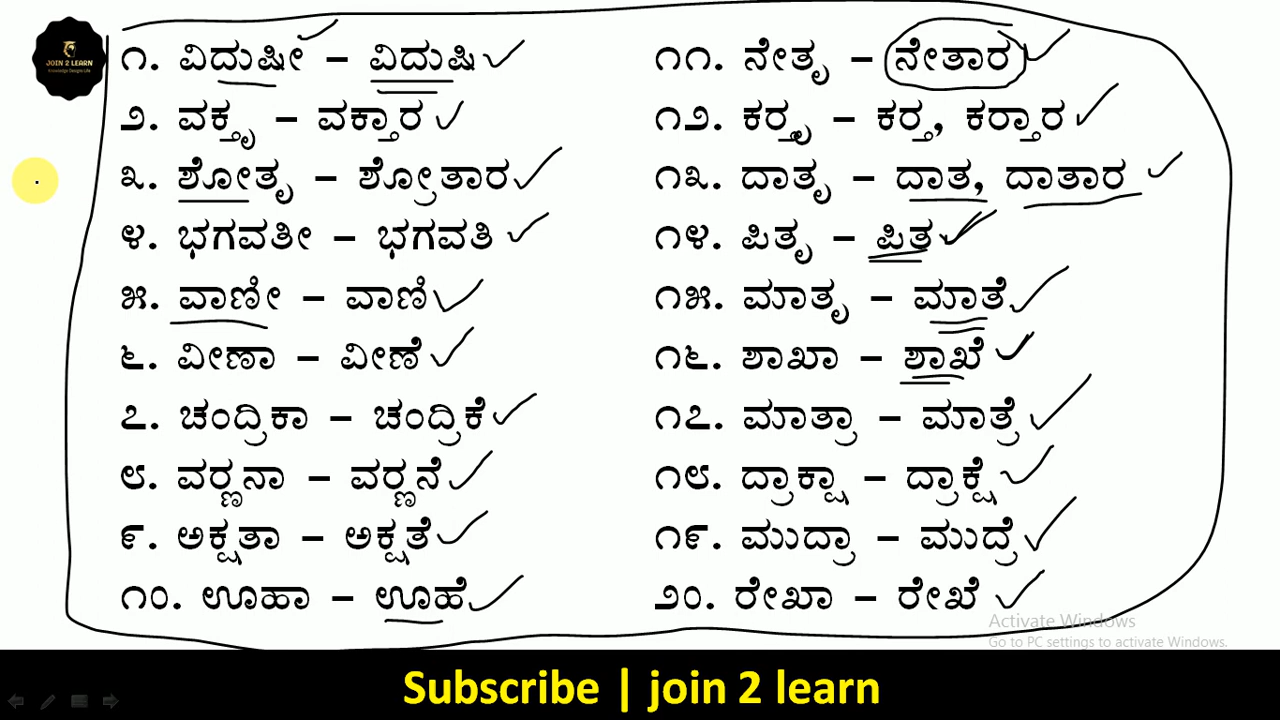 JOIN 2 LEARN
೧. ವಿದುಷೀ – ವಿದುಷಿ
೨. ವಕ್ತೃ – ವಕ್ತಾರ
೩. ಶೋತೃ – ಶೋತ್ರಾರ
೪. ಭಗವತೀ – ಭಗವತಿ
೫. ವಾಣೀ – ವಾಣಿ
೬. ವೀಣಾ – ವೀಣೆ
೭. ಚಂದ್ರಿಕಾ – ಚಂದ್ರಿಕೆ
೮. ವರ‍್ಣನಾ – ವರ‍್ಣನೆ
೯. ಅಕ್ಷತಾ – ಅಕ್ಷತೆ
೧೦. ಊಹಾ – ಊಹೆ
೧೧. ನೇತೃ – ನೇತಾರ
೧೨. ಕರ‍್ತೃ – ಕರ‍್ತ, ಕರ‍್ತಾರ
೧೩. ದಾತೃ – ದಾತ, ದಾತಾರ
೧೪. ಪಿತೃ – ಪಿತ
೧೫. ಮಾತೃ – ಮಾತೆ
೧೬. ಶಾಖಾ – ಶಾಖೆ
೧೭. ಮಾತ್ರಾ – ಮಾತ್ರೆ
೧೮. ದ್ರಾಕ್ಷಾ – ದ್ರಾಕ್ಷೆ
೧೯. ಮುದ್ರಾ – ಮುದ್ರೆ
೨೦. ರೇಖಾ – ರೇಖೆ
Activate Windows
Go to PC settings to activate Windows.
Subscribe | join 2 learn